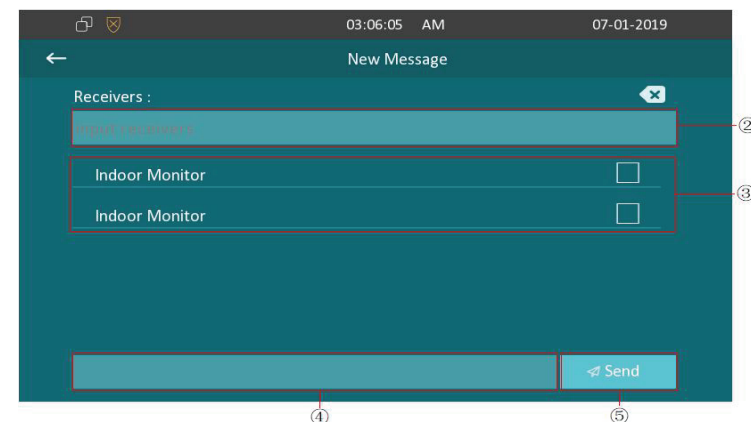 03:06:05 AM 07-01-2019
New Message
Receivers :
②
Indoor Monitor
③
Indoor Monitor
Send
④ ⑤